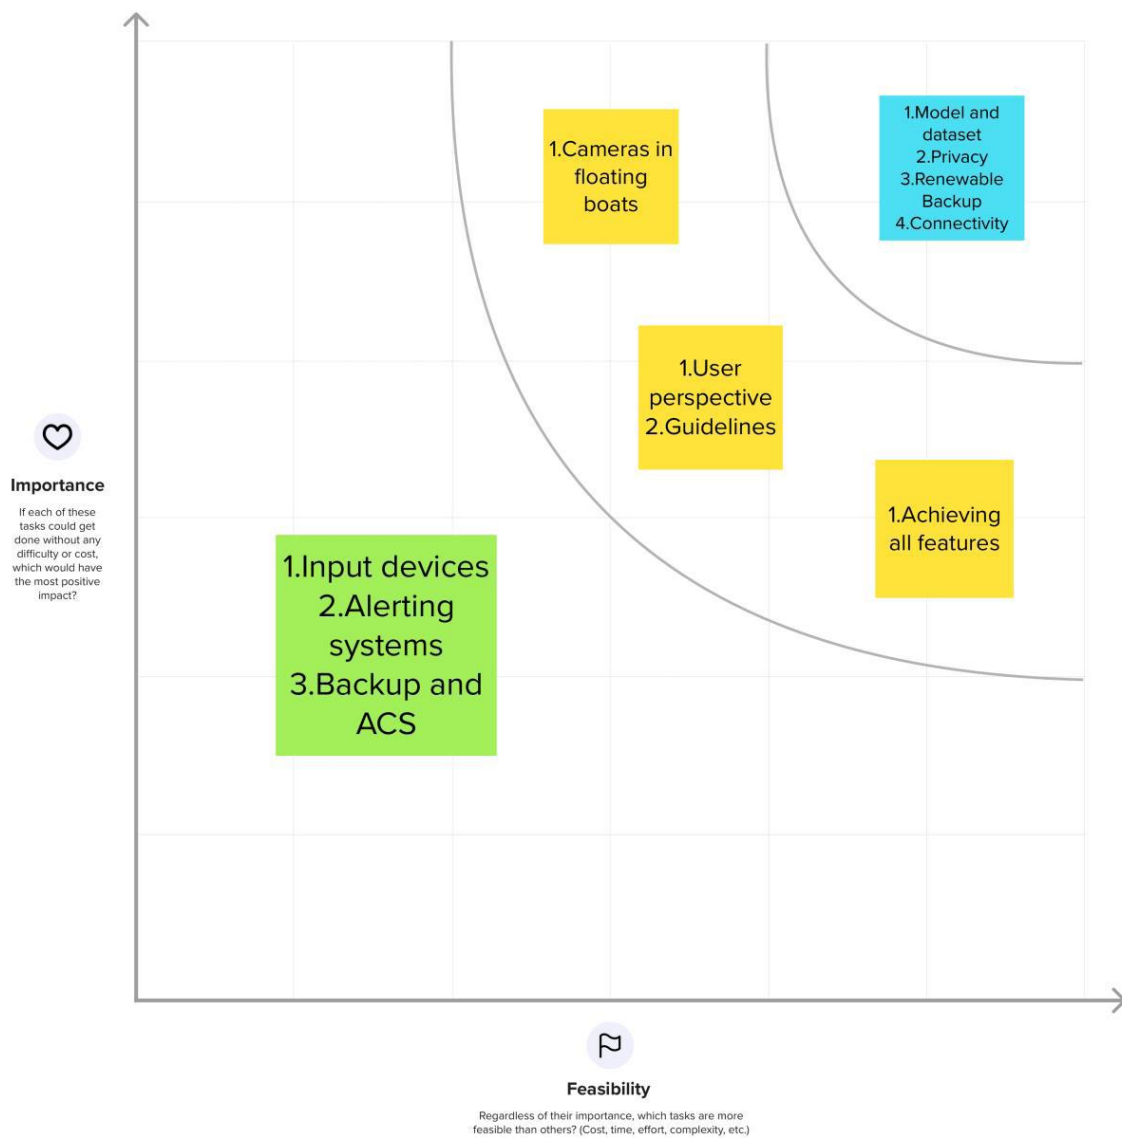 1.Cameras in
floating
boats
1.Model and
dataset
2.Privacy
3.Renewable
Backup
4.Connectivity
1.User
perspective
2.Guidelines
1.Achieving
all features
1.Input devices
2.Alerting
systems
3.Backup and
ACS
Importance
If each of these
tasks could get
done without any
difficulty or cost,
which would have
the most positive
impact?
Feasibility
Regardless of their importance, which tasks are more
feasible than others? (Cost, time, effort, complexity, etc.)